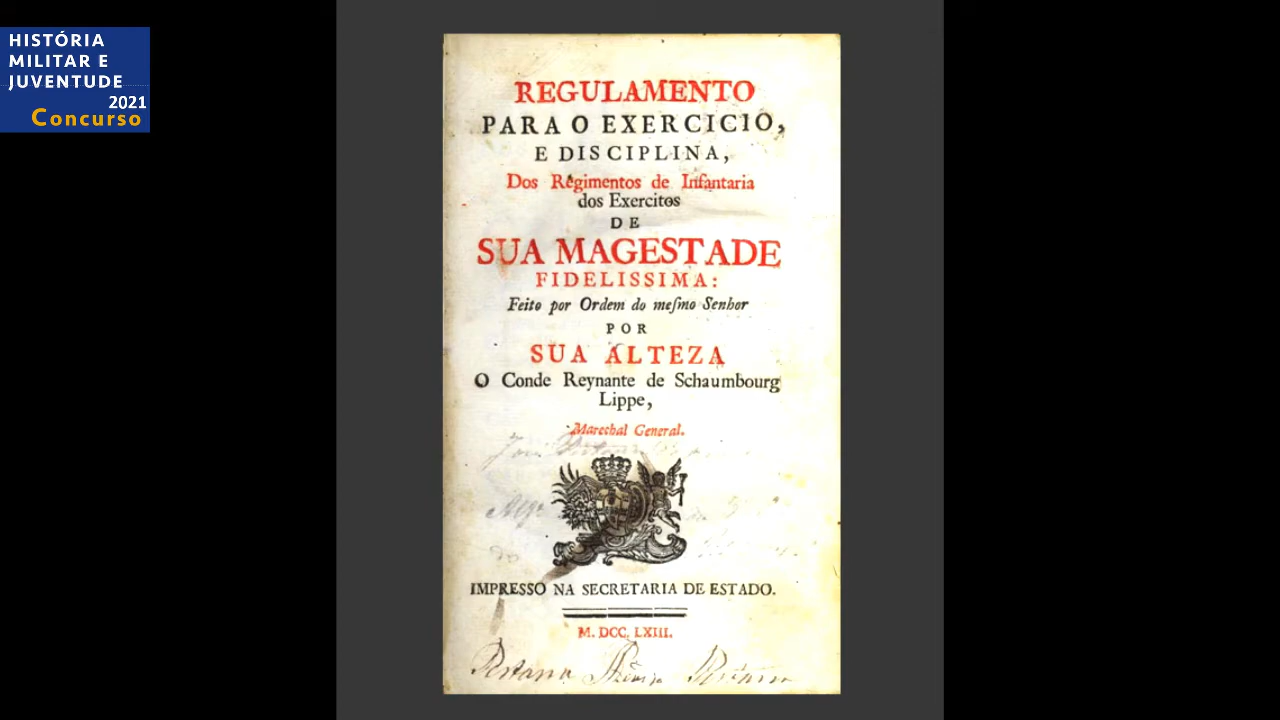 HISTÓRIA
MILITAR E
JUVENTUDE
2021
Concurso
REGULAMENTO
PARA O EXERCICIO,
E DISCIPLINA,
Dos Regimentos de Infantaria
dos Exercitos
DE
SUA MAGESTADE
FIDELISSIMA:
Feito por Ordem do meſmo Senhor
POR
SUA ALTEZA
O Conde Reynante de Schaumbourg
Lippe,
Marechal General.
IMPRESSO NA SECRETARIA DE ESTADO.
M. DCC. LXIII.